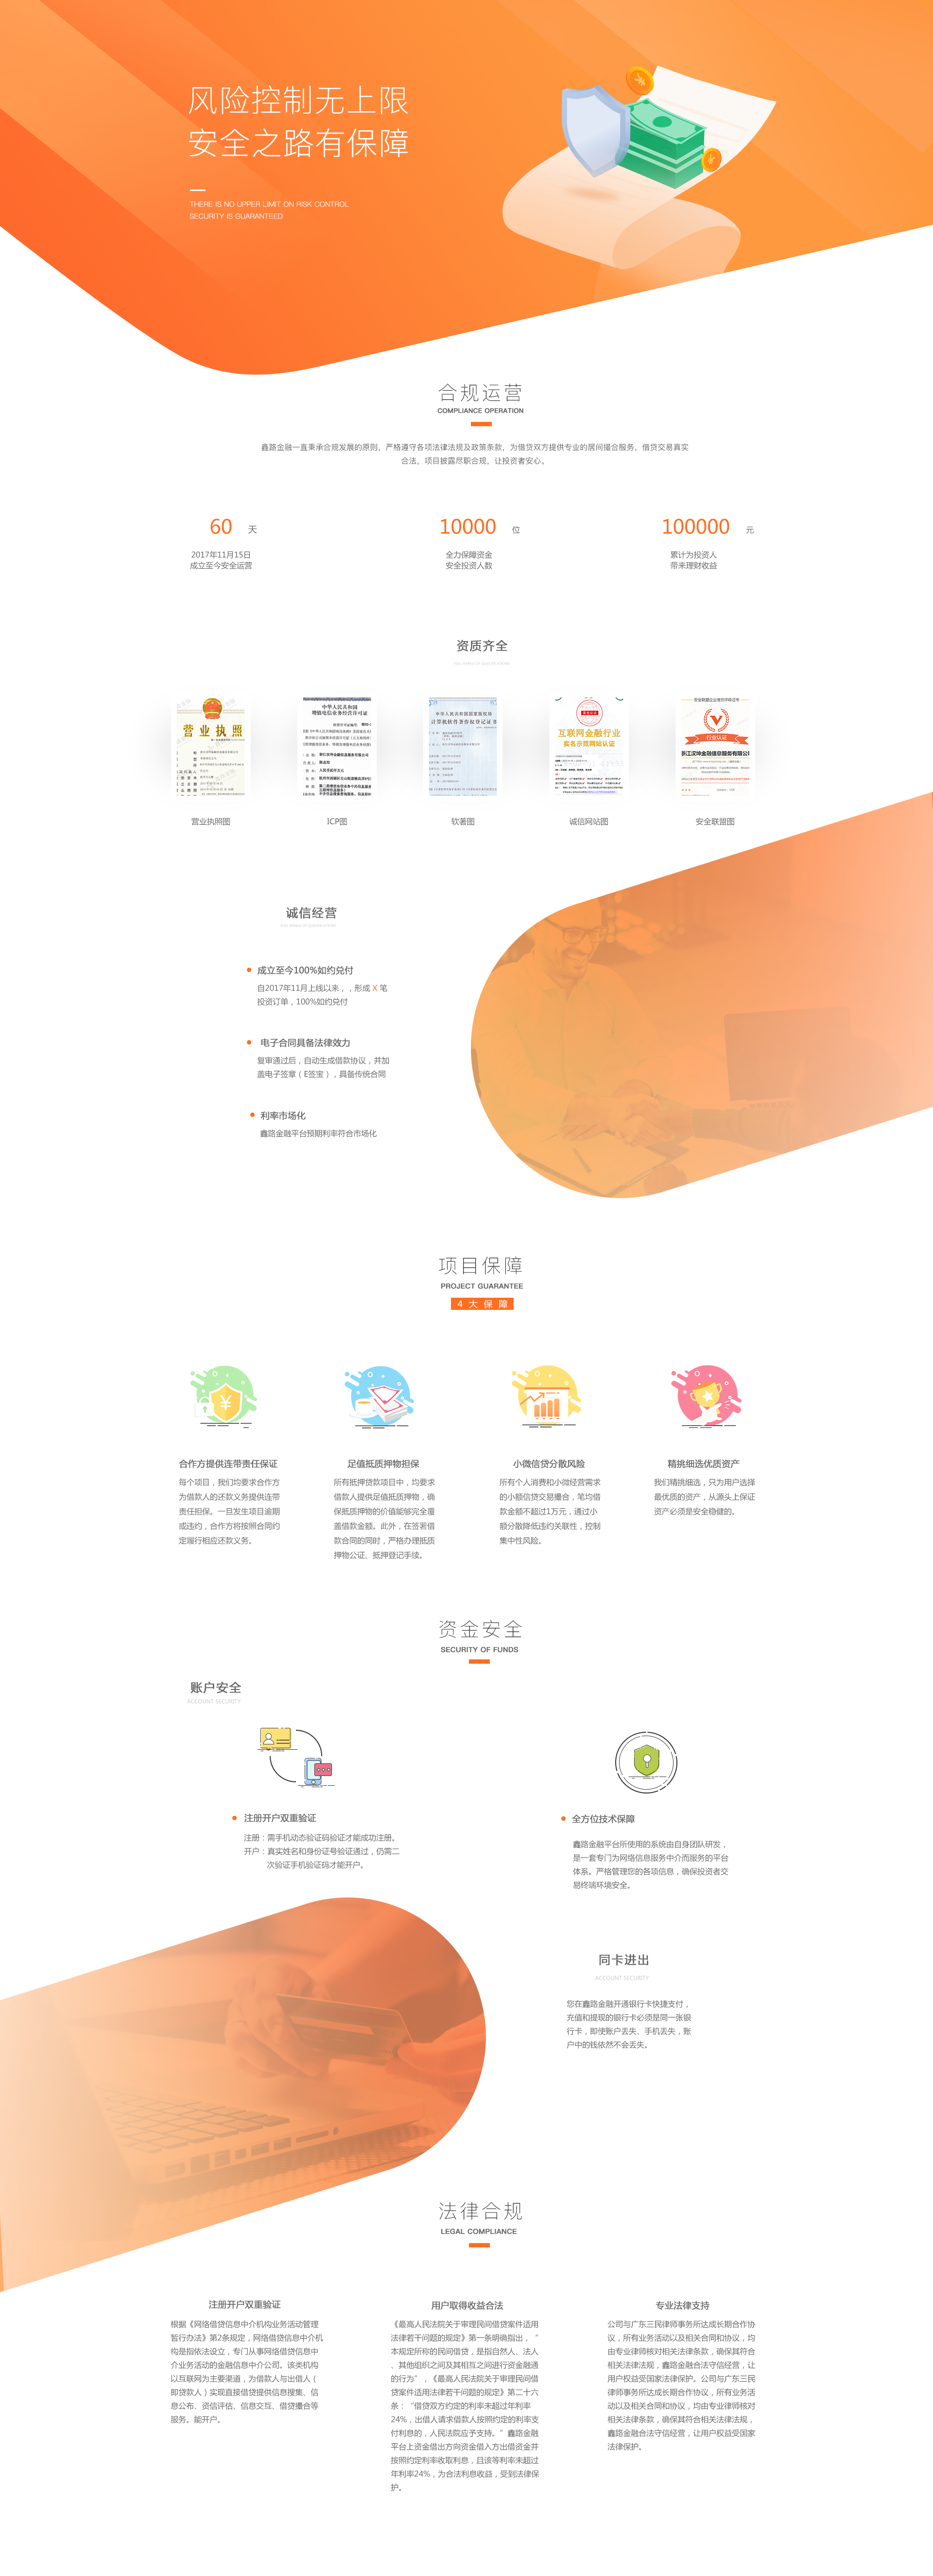 风险控制无上限
安全之路有保障
THERE IS NO UPPER LIMIT ON RISK CONTROL
SECURITY IS GUARANTEED
合规运营
COMPLIANCE OPERATION
鑫路金融一直秉承合规发展的原则，严格遵守各项法律法规及政策条款，为借贷双方提供专业的居间撮合服务，借贷交易真实
合法，项目披露尽职合规，让投资者安心。
60 天
10000 位
100000 元
2017年11月15日
成立至今安全运营
全力保障资金
安全投资人数
累计为投资人
带来理财收益
资质齐全
营业执照
中华人民共和国
增值电信业务经营许可证
中华人民共和国国家版权局
计算机软件著作权登记证书
互联网金融行业
实名示范网站认证
行业认证
浙江汉坤金融信息服务有限公司
营业执照图
ICP图
软著图
诚信网站图
安全联盟图
诚信经营
成立至今100%如约兑付
自2017年11月上线以来，，形成 X 笔
投资订单，100%如约兑付
电子合同具备法律效力
复审通过后，自动生成借款协议，并加
盖电子签章（E签宝），具备传统合同
利率市场化
鑫路金融平台预期利率符合市场化
项目保障
PROJECT GUARANTEE
4 大 保 障
合作方提供连带责任保证
每个项目，我们均要求合作方
为借款人的还款义务提供连带
责任担保。一旦发生项目逾期
或违约，合作方将按照合同约
定履行相应还款义务。
足值抵质押物担保
所有抵押贷款项目中，均要求
借款人提供足值抵质押物，确
保抵质押物的价值能够完全覆
盖借款金额。此外，在签署借
款合同的同时，严格办理抵质
押物公证、抵押登记手续。
小微信贷分散风险
所有个人消费和小微经营需求
的小额信贷交易撮合，笔均借
款金额不超过1万元，通过小
额分散降低违约关联性，控制
集中性风险。
精挑细选优质资产
我们精挑细选，只为用户选择
最优质的资产，从源头上保证
资产必须是安全稳健的。
资金安全
SECURITY OF FUNDS
账户安全
ACCOUNT SECURITY
注册开户双重验证
注册：需手机动态验证码验证才能成功注册。
开户：真实姓名和身份证号验证通过，仍需二
次验证手机验证码才能开户。
全方位技术保障
鑫路金融平台所使用的系统由自身团队研发，
是一套专门为网络信息服务中介而服务的平台
体系。严格管理您的各项信息，确保投资者交
易终端环境安全。
同卡进出
ACCOUNT SECURITY
您在鑫路金融开通银行卡快捷支付，
充值和提现的银行卡必须是同一张银
行卡，即使账户丢失、手机丢失，账
户中的钱依然不会丢失。
法律合规
LEGAL COMPLIANCE
注册开户双重验证
根据《网络借贷信息中介机构业务活动管理
暂行办法》第2条规定，网络借贷信息中介机
构是指依法设立，专门从事网络借贷信息中
介业务活动的金融信息中介公司。该类机构
以互联网为主要渠道，为借款人与出借人（
即贷款人）实现直接借贷提供信息搜集、信
息公布、资信评估、信息交互、借贷撮合等
服务。能开户。
用户取得收益合法
《最高人民法院关于审理民间借贷案件适用
法律若干问题的规定》第一条明确指出，“
本规定所称的民间借贷，是指自然人、法人
、其他组织之间及其相互之间进行资金融通
的行为”，《最高人民法院关于审理民间借
贷案件适用法律若干问题的规定》第二十六
条：“借贷双方约定的利率未超过年利率
24%，出借人请求借款人按照约定的利率支
付利息的，人民法院应予支持。”鑫路金融
平台上资金借出方向资金借入方出借资金并
按照约定利率收取利息，且该等利率未超过
年利率24%，为合法利息收益，受到法律保
护。
专业法律支持
公司与广东三民律师事务所达成长期合作协
议，所有业务活动以及相关合同和协议，均
由专业律师核对相关法律条款，确保其符合
相关法律法规，鑫路金融合法守信经营，让
用户权益受国家法律保护。公司与广东三民
律师事务所达成长期合作协议，所有业务活
动以及相关合同和协议，均由专业律师核对
相关法律条款，确保其符合相关法律法规，
鑫路金融合法守信经营，让用户权益受国家
法律保护。